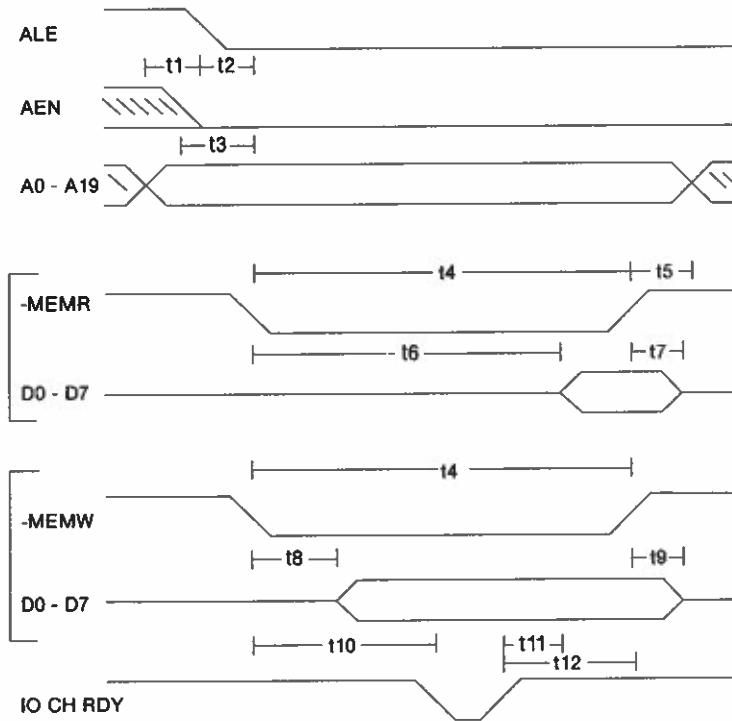 ALE
t1 t2
AEN
t3
A0 - A19
t4 t5
-MEMR
t6 t7
D0 - D7
t4
-MEMW
t8 t9
D0 - D7
t10 t11
t12
IO CH RDY